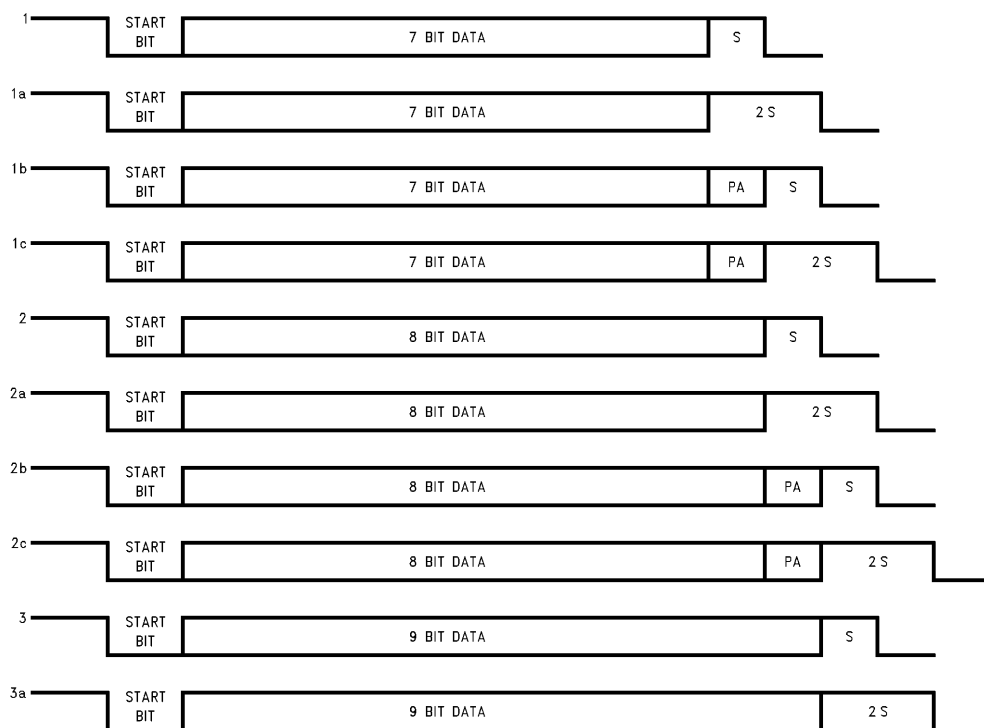 1 START BIT 7 BIT DATA S
1a START BIT 7 BIT DATA 2 S
1b START BIT 7 BIT DATA PA S
1c START BIT 7 BIT DATA PA 2 S
2 START BIT 8 BIT DATA S
2a START BIT 8 BIT DATA 2 S
2b START BIT 8 BIT DATA PA S
2c START BIT 8 BIT DATA PA 2 S
3 START BIT 9 BIT DATA S
3a START BIT 9 BIT DATA 2 S